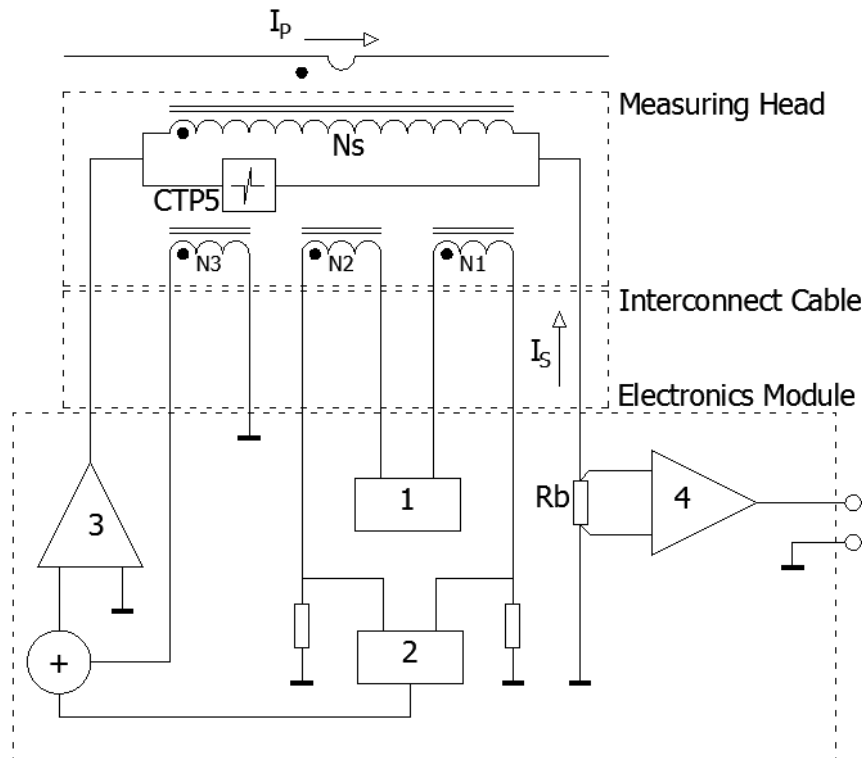 IP
Measuring Head
Ns
CTP5
N3
N2
N1
Interconnect Cable
IS
Electronics Module
3
1
Rb
4
+
2